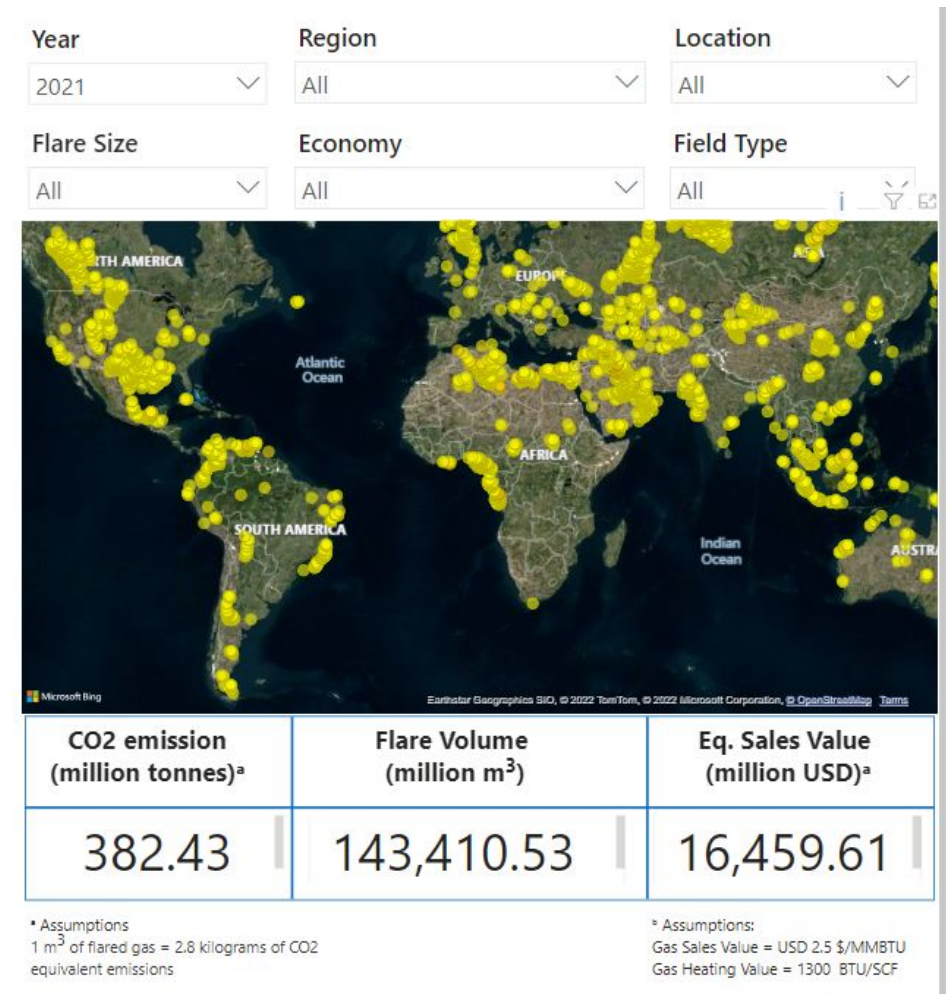 Year
Region
Location
2021
All
All
Flare Size
Economy
Field Type
All
All
All
i
RTH AMERICA
EUROP
ASIA
Atlantic
Ocean
AFRICA
SOUTH AMERICA
Indian
Ocean
AUSTRA
Microsoft Bing
Earthstar Geographics SIO, © 2022 TomTom, © 2022 Microsoft Corporation, © OpenStreetMap Terms
CO2 emission
(million tonnes)ᵃ
Flare Volume
(million m³)
Eq. Sales Value
(million USD)ᵃ
382.43
143,410.53
16,459.61
ᵃ Assumptions
1 m³ of flared gas = 2.8 kilograms of CO2
equivalent emissions
ᵇ Assumptions:
Gas Sales Value = USD 2.5 $/MMBTU
Gas Heating Value = 1300 BTU/SCF